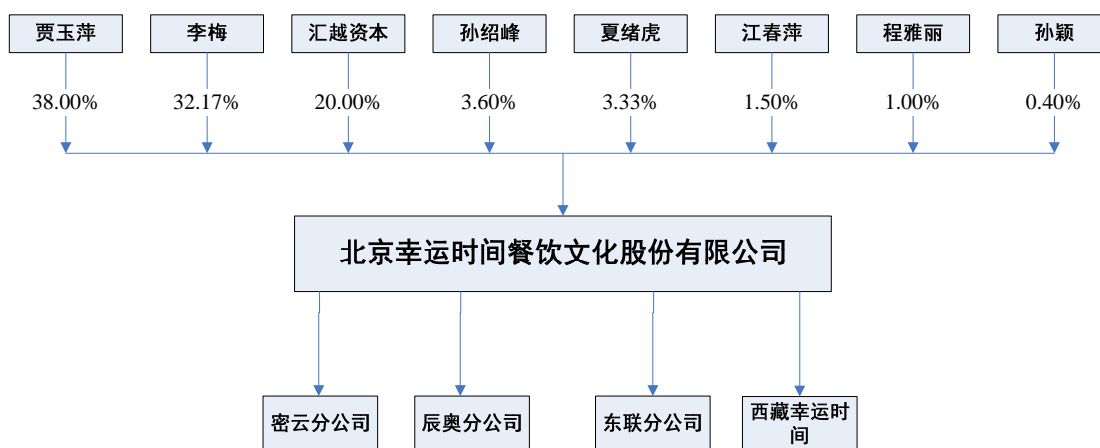 贾玉萍 李梅 汇越资本 孙绍峰 夏绪虎 江春萍 程雅丽 孙颖
38.00% 32.17% 20.00% 3.60% 3.33% 1.50% 1.00% 0.40%
北京幸运时间餐饮文化股份有限公司
密云分公司 辰奥分公司 东联分公司 西藏幸运时
间